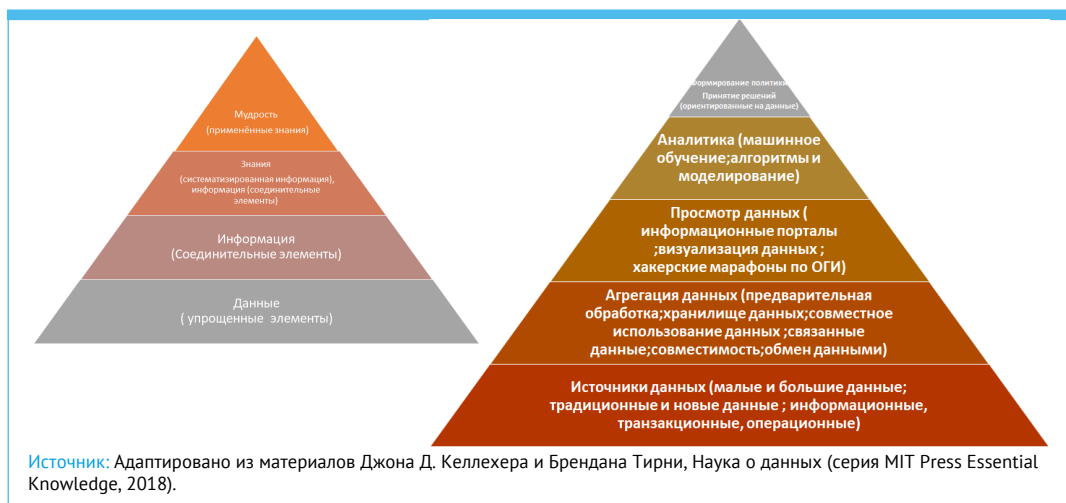 Мудрость
(применённые знания)
Знания
(систематизированная информация),
информация (соединительные
элементы)
Информация
(Соединительные элементы)
Данные
( упрощенные элементы)
Формирование политики
Принятие решений
(ориентированные на данные)
Аналитика (машинное
обучение;алгоритмы и
моделирование)
Просмотр данных (
информационные порталы
;визуализация данных ;
хакерские марафоны по ОГИ)
Агрегация данных (предварительная
обработка;хранилище данных;совместное
использование данных ;связанные
данные;совместимость;обмен данными)
Источники данных (малые и большие данные;
традиционные и новые данные ; информационные,
транзакционные, операционные)
Источник: Адаптировано из материалов Джона Д. Келлехера и Брендана Тирни, Наука о данных (серия MIT Press Essential
Knowledge, 2018).